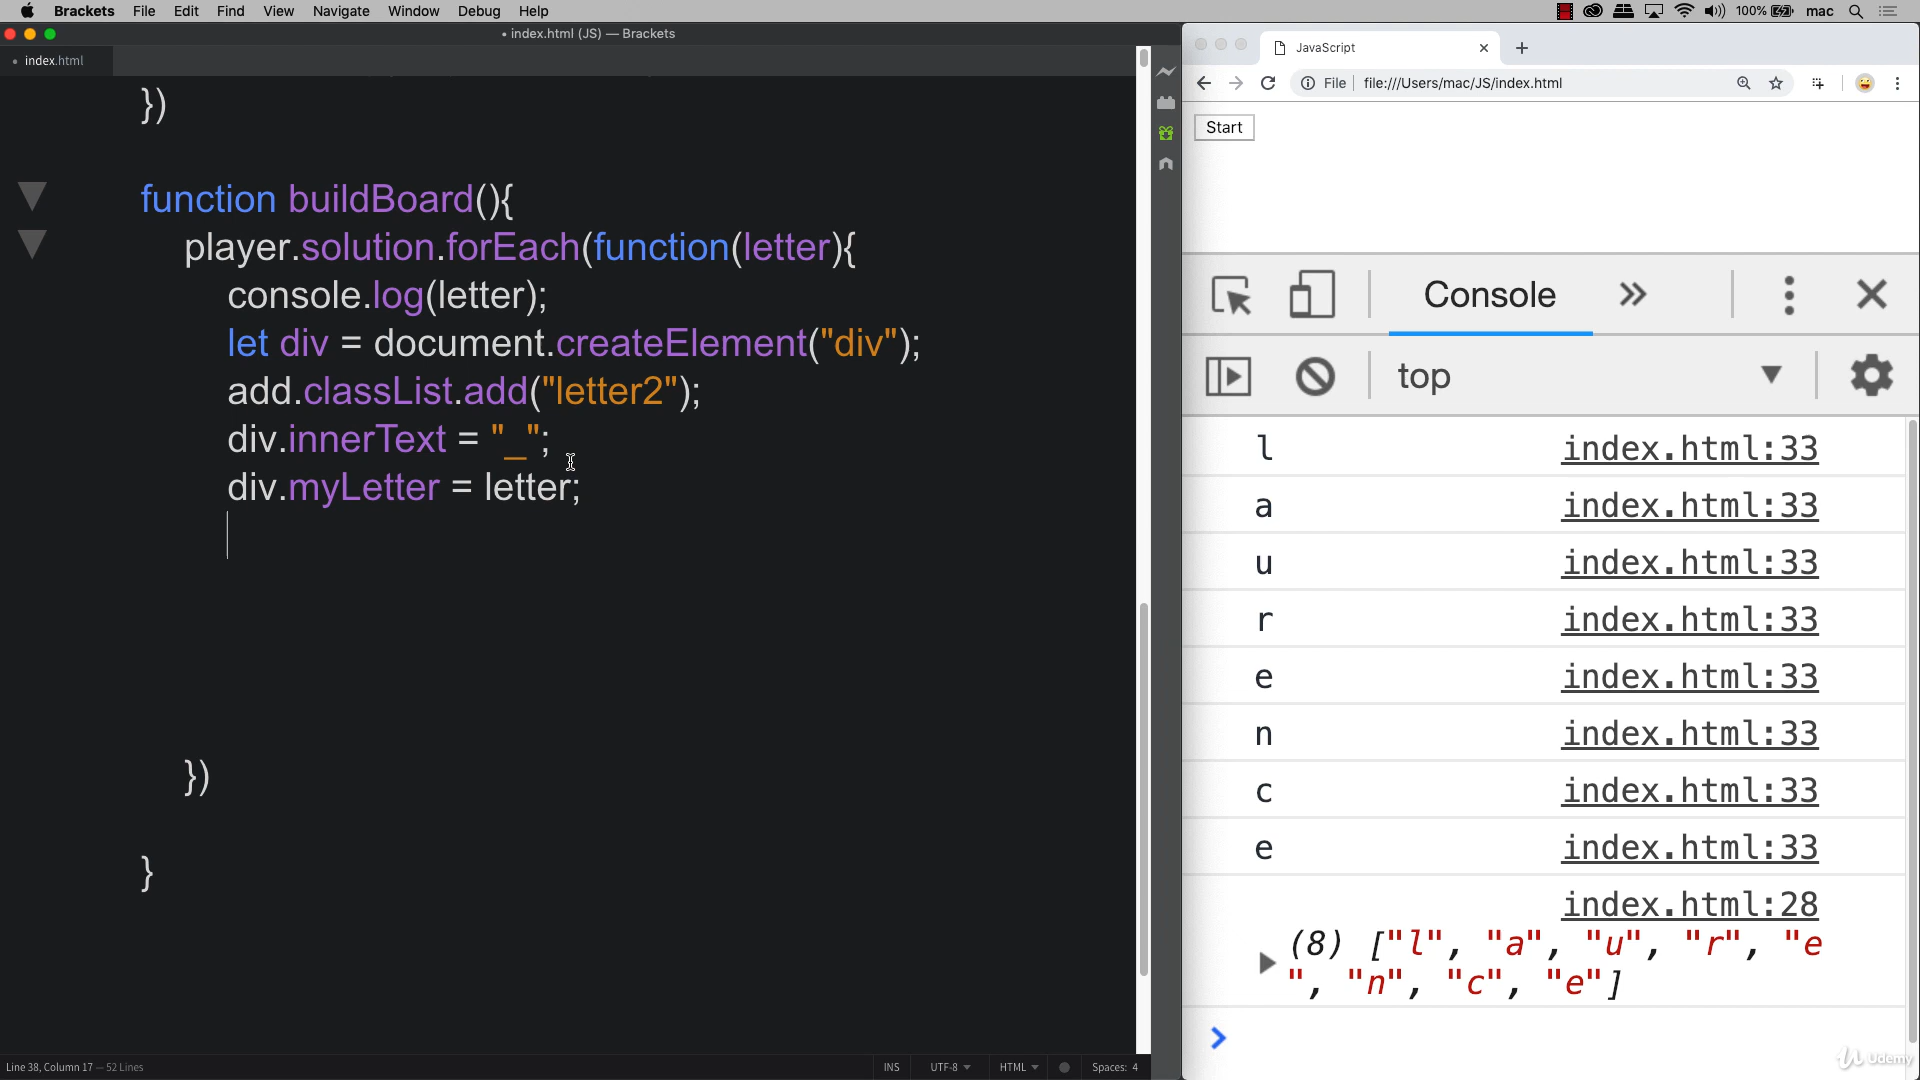 Brackets File Edit Find View Navigate Window Debug Help 100% mac
• index.html (JS) — Brackets
• index.html
})
function buildBoard(){
player.solution.forEach(function(letter){
console.log(letter);
let div = document.createElement("div");
add.classList.add("letter2");
div.innerText = "_";
div.myLetter = letter;
})
}
Line 38, Column 17 — 52 Lines
INS UTF-8 HTML Spaces: 4
JavaScript
File file:///Users/mac/JS/index.html
Start
Console
top
l index.html:33
a index.html:33
u index.html:33
r index.html:33
e index.html:33
n index.html:33
c index.html:33
e index.html:33
index.html:28
(8) ["l", "a", "u", "r", "e
", "n", "c", "e"]
Udemy